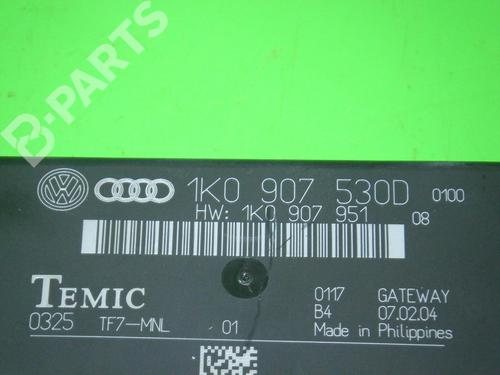 B-PARTS
1K0 907 530D 0100
HW: 1K0 907 951 08
TEMIC
0325 TF7-MNL 01
0117 GATEWAY
B4 07.02.04
Made in Philippines